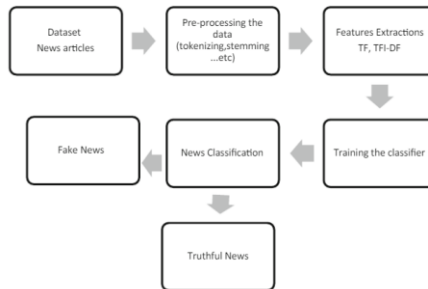 Dataset
News articles
Pre-processing the
data
(tokenizing,stemming
...etc)
Features Extractions
TF, TFI-DF
Fake News
News Classification
Training the classifier
Truthful News